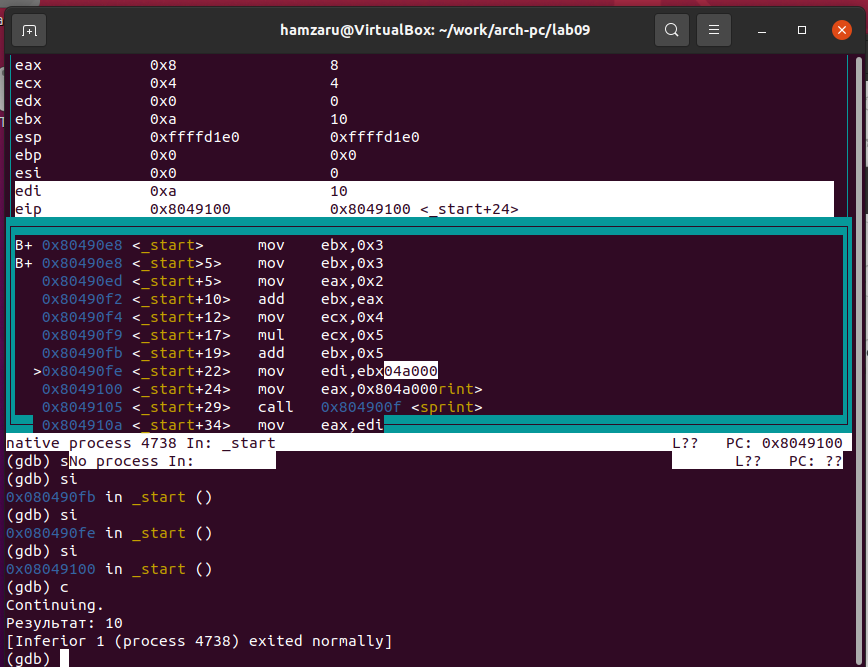 hamzaru@VirtualBox: ~/work/arch-pc/lab09
eax 0x8 8
ecx 0x4 4
edx 0x0 0
ebx 0xa 10
esp 0xffffd1e0 0xffffd1e0
ebp 0x0 0x0
esi 0x0 0
edi 0xa 10
eip 0x8049100 0x8049100 <_start+24>
B+ 0x80490e8 <_start> mov ebx,0x3
B+ 0x80490e8 <_start>5> mov ebx,0x3
0x80490ed <_start+5> mov eax,0x2
0x80490f2 <_start+10> add ebx,eax
0x80490f4 <_start+12> mov ecx,0x4
0x80490f9 <_start+17> mul ecx,0x5
0x80490fb <_start+19> add ebx,0x5
>0x80490fe <_start+22> mov edi,ebx04a000
0x8049100 <_start+24> mov eax,0x804a000rint>
0x8049105 <_start+29> call 0x804900f <sprint>
0x804910a <_start+34> mov eax,edi
native process 4738 In: _start L?? PC: 0x8049100
(gdb) sNo process In: L?? PC: ??
(gdb) si
0x080490fb in _start ()
(gdb) si
0x080490fe in _start ()
(gdb) si
0x08049100 in _start ()
(gdb) c
Continuing.
Результат: 10
[Inferior 1 (process 4738) exited normally]
(gdb)